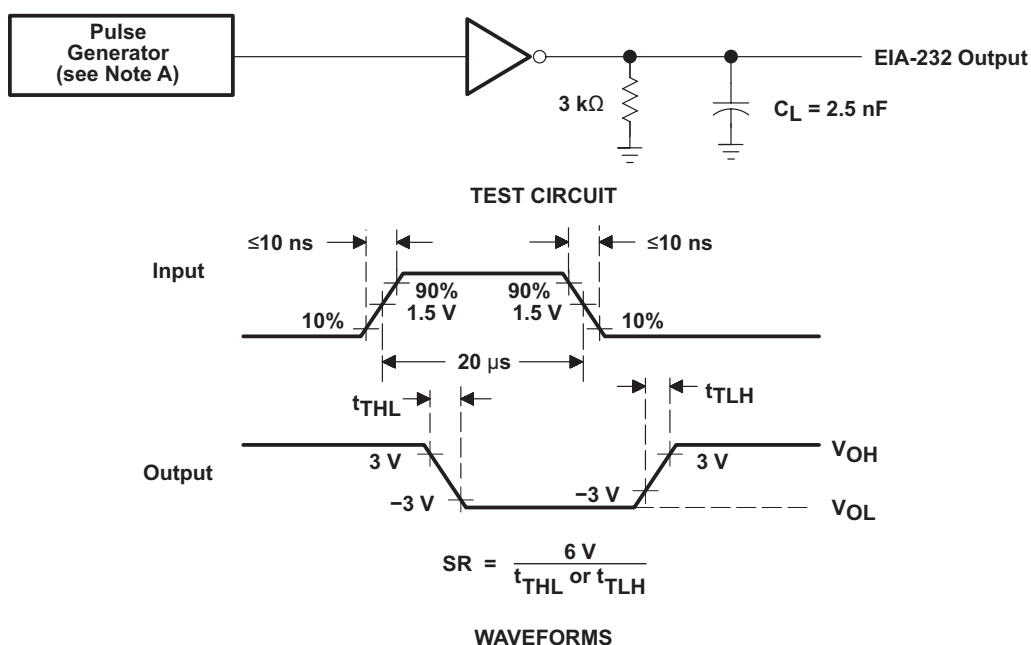 Pulse
Generator
(see Note A)
EIA-232 Output
3 kΩ
CL = 2.5 nF
TEST CIRCUIT
≤10 ns
≤10 ns
Input
90%
90%
1.5 V
1.5 V
10%
10%
20 µs
tTHL
tTLH
VOH
3 V
3 V
Output
−3 V
−3 V
VOL
SR = 6 V
tTHL or tTLH
WAVEFORMS